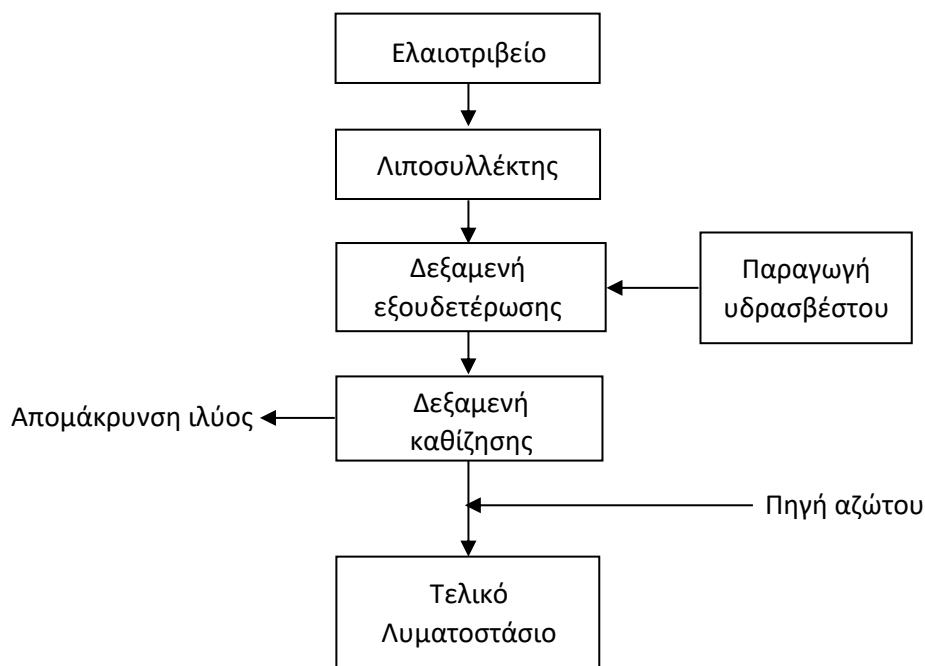 Ελαιοτριβείο
Λιποσυλλέκτης
Δεξαμενή
εξουδετέρωσης
Παραγωγή
υδρασβέστου
Απομάκρυνση ιλύος
Δεξαμενή
καθίζησης
Πηγή αζώτου
Τελικό
Λυματοστάσιο